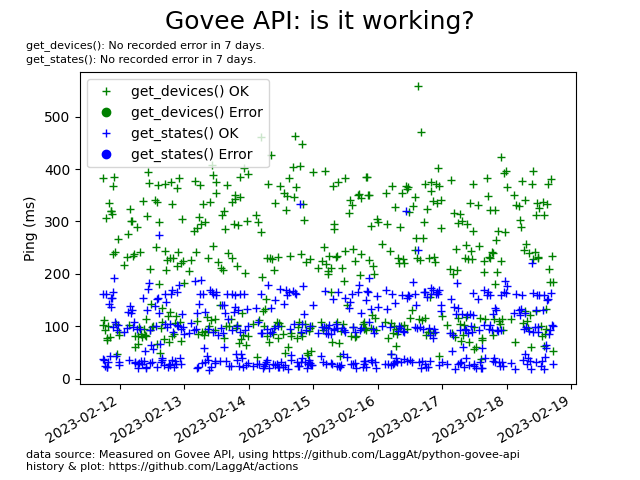 Govee API: is it working?
get_devices(): No recorded error in 7 days.
get_states(): No recorded error in 7 days.
get_devices() OK
get_devices() Error
get_states() OK
get_states() Error
Ping (ms)
500
400
300
200
100
0
2023-02-12
2023-02-13
2023-02-14
2023-02-15
2023-02-16
2023-02-17
2023-02-18
2023-02-19
data source: Measured on Govee API, using https://github.com/LaggAt/python-govee-api
history & plot: https://github.com/LaggAt/actions